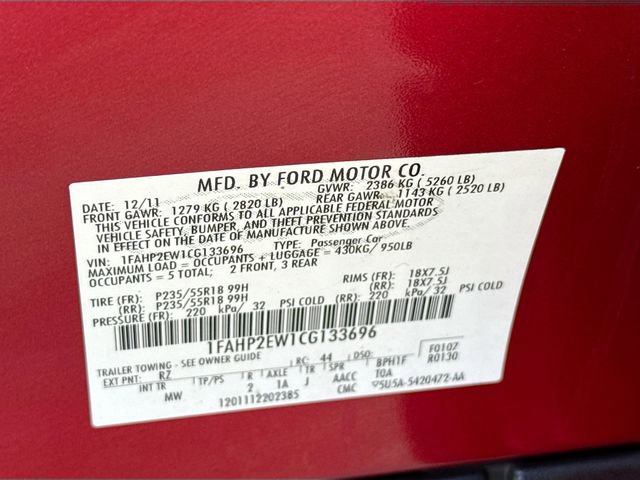 MFD. BY FORD MOTOR CO.
DATE: 12/11 GVWR: 2386 KG ( 5260 LB)
FRONT GAWR: 1279 KG ( 2820 LB) REAR GAWR: 1143 KG ( 2520 LB)
THIS VEHICLE CONFORMS TO ALL APPLICABLE FEDERAL MOTOR
VEHICLE SAFETY, BUMPER, AND THEFT PREVENTION STANDARDS
IN EFFECT ON THE DATE OF MANUFACTURE SHOWN ABOVE.
VIN: 1FAHP2EW1CG133696 TYPE: Passenger Car
MAXIMUM LOAD = OCCUPANTS + LUGGAGE = 430KG/ 950LB
OCCUPANTS = 5 TOTAL; 2 FRONT, 3 REAR
TIRE (FR): P235/55R18 99H RIMS (FR): 18X7.5J
(RR): P235/55R18 99H (RR): 18X7.5J
PRESSURE (FR): 220 kPa/ 32 PSI COLD (RR): 220 kPa/ 32 PSI COLD
1FAHP2EW1CG133696
TRAILER TOWING - SEE OWNER GUIDE
EXT PNT: RZ RC: 44 DSO: F0107
INT TR TP/PS R AXLE TR SPR BPH1F R0130
MW 2 1A J AACC TOA
1201112202385 CMC 5U5A-5420472-AA